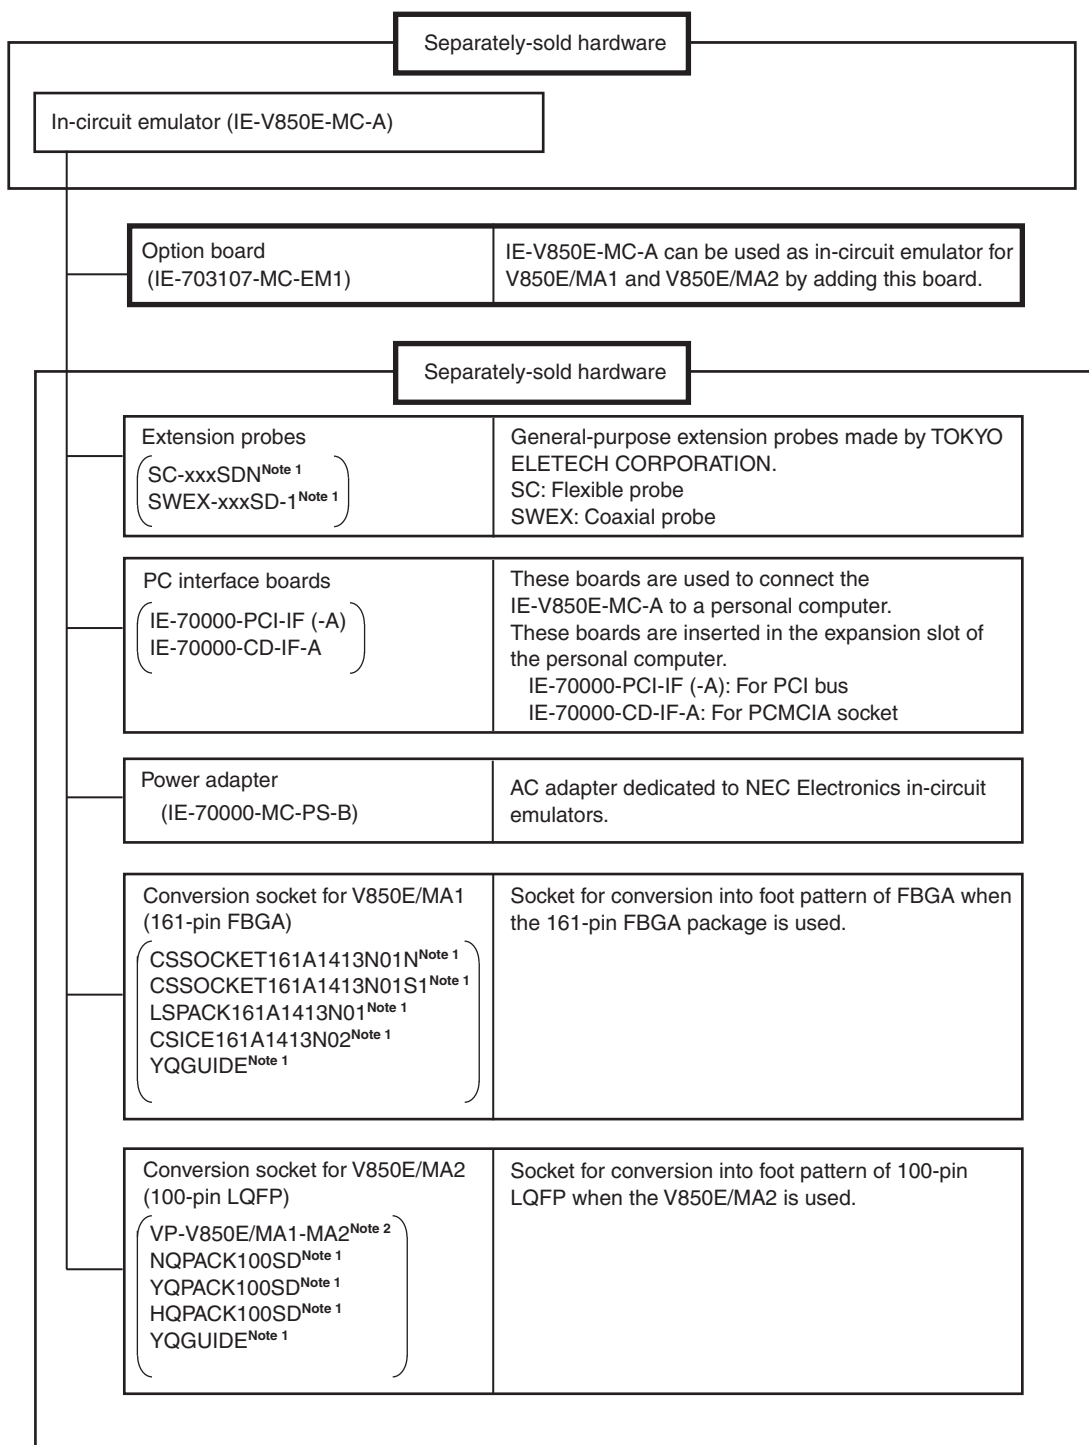 Separately-sold hardware
In-circuit emulator (IE-V850E-MC-A)
Option board
(IE-703107-MC-EM1)
IE-V850E-MC-A can be used as in-circuit emulator for
V850E/MA1 and V850E/MA2 by adding this board.
Separately-sold hardware
Extension probes
SC-xxxSDNNote 1
SWEX-xxxSD-1Note 1
General-purpose extension probes made by TOKYO
ELETECH CORPORATION.
SC: Flexible probe
SWEX: Coaxial probe
PC interface boards
IE-70000-PCI-IF (-A)
IE-70000-CD-IF-A
These boards are used to connect the
IE-V850E-MC-A to a personal computer.
These boards are inserted in the expansion slot of
the personal computer.
IE-70000-PCI-IF (-A): For PCI bus
IE-70000-CD-IF-A: For PCMCIA socket
Power adapter
(IE-70000-MC-PS-B)
AC adapter dedicated to NEC Electronics in-circuit
emulators.
Conversion socket for V850E/MA1
(161-pin FBGA)
CSSOCKET161A1413N01NNote 1
CSSOCKET161A1413N01S1Note 1
LSPACK161A1413N01Note 1
CSICE161A1413N02Note 1
YQGUIDENote 1
Socket for conversion into foot pattern of FBGA when
the 161-pin FBGA package is used.
Conversion socket for V850E/MA2
(100-pin LQFP)
VP-V850E/MA1-MA2Note 2
NQPACK100SDNote 1
YQPACK100SDNote 1
HQPACK100SDNote 1
YQGUIDENote 1
Socket for conversion into foot pattern of 100-pin
LQFP when the V850E/MA2 is used.